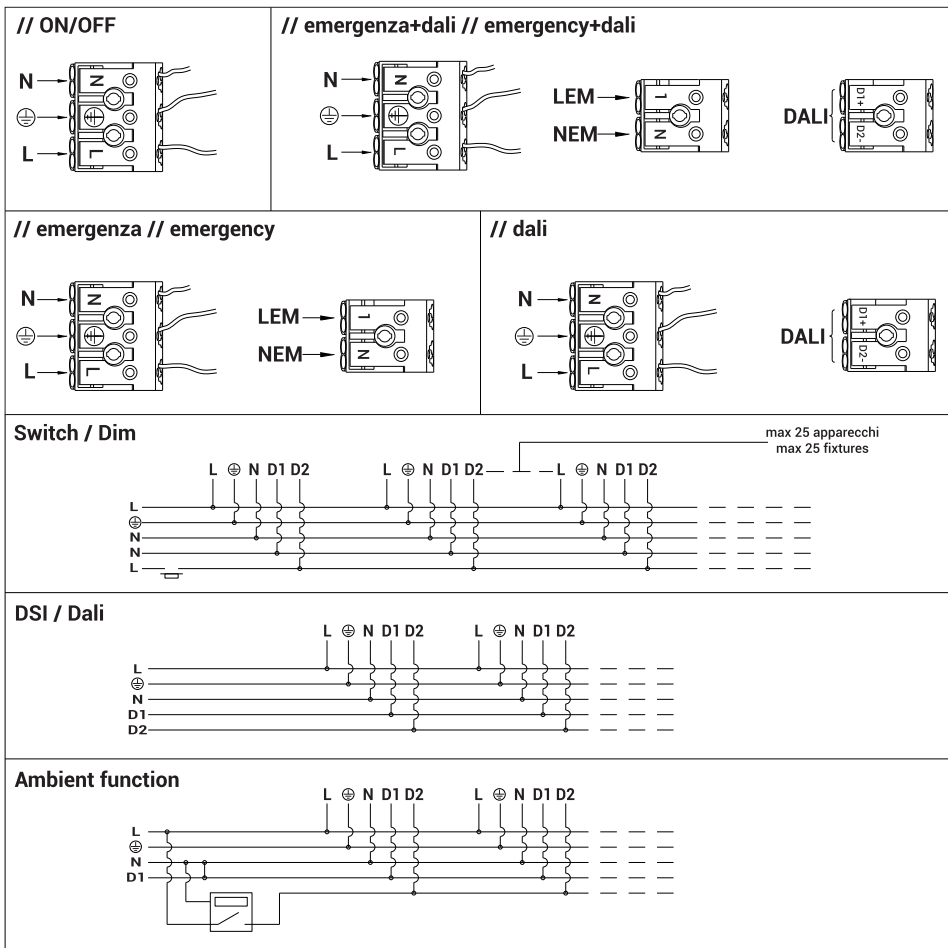 // ON/OFF
N
L
N
L
// emergenza+dali // emergency+dali
N
L
N
L
LEM
NEM
1
N
DALI
D1+
D2-
// emergenza // emergency
N
L
N
L
LEM
NEM
1
N
// dali
N
L
N
L
DALI
D1+
D2-
Switch / Dim
max 25 apparecchi
max 25 fixtures
L N D1 D2 L N D1 D2 L N D1 D2
L
N
N
L
DSI / Dali
L N D1 D2 L N D1 D2
L
N
D1
D2
Ambient function
L N D1 D2 L N D1 D2
L
N
D1